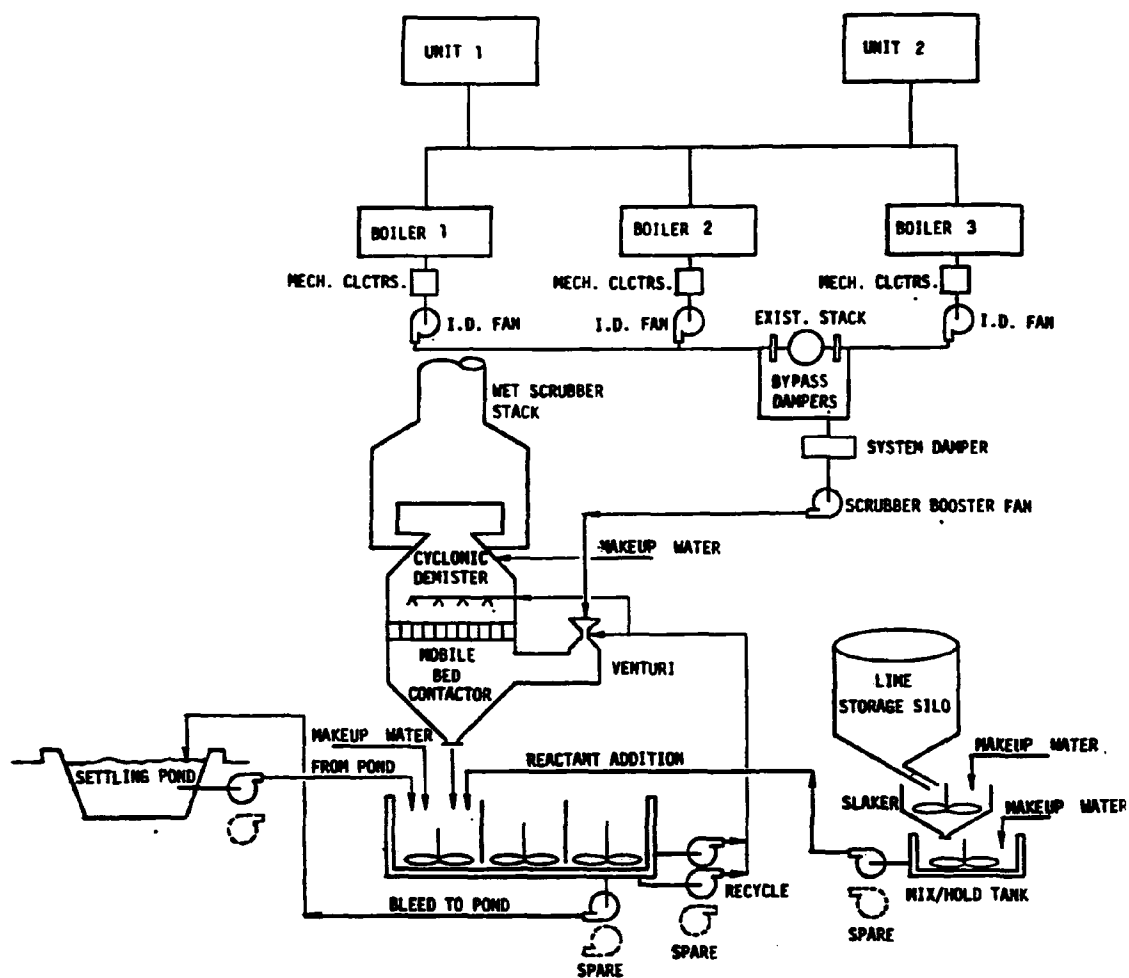 UNIT 1
UNIT 2
BOILER 1
BOILER 2
BOILER 3
MECH. CLCTRS.
MECH. CLCTRS.
MECH. CLCTRS.
I.D. FAN
I.D. FAN
EXIST. STACK
I.D. FAN
BYPASS
DAMPERS
WET SCRUBBER
STACK
SYSTEM DAMPER
SCRUBBER BOOSTER FAN
MAKEUP WATER
CYCLONIC
DEMISTER
MOBILE
BED
CONTACTOR
VENTURI
LIME
STORAGE SILO
MAKEUP WATER
REACTANT ADDITION
MAKEUP WATER
SETTLING POND
FROM POND
SLAKER
MAKEUP WATER
RECYCLE
MIX/HOLD TANK
BLEED TO POND
SPARE
SPARE
SPARE